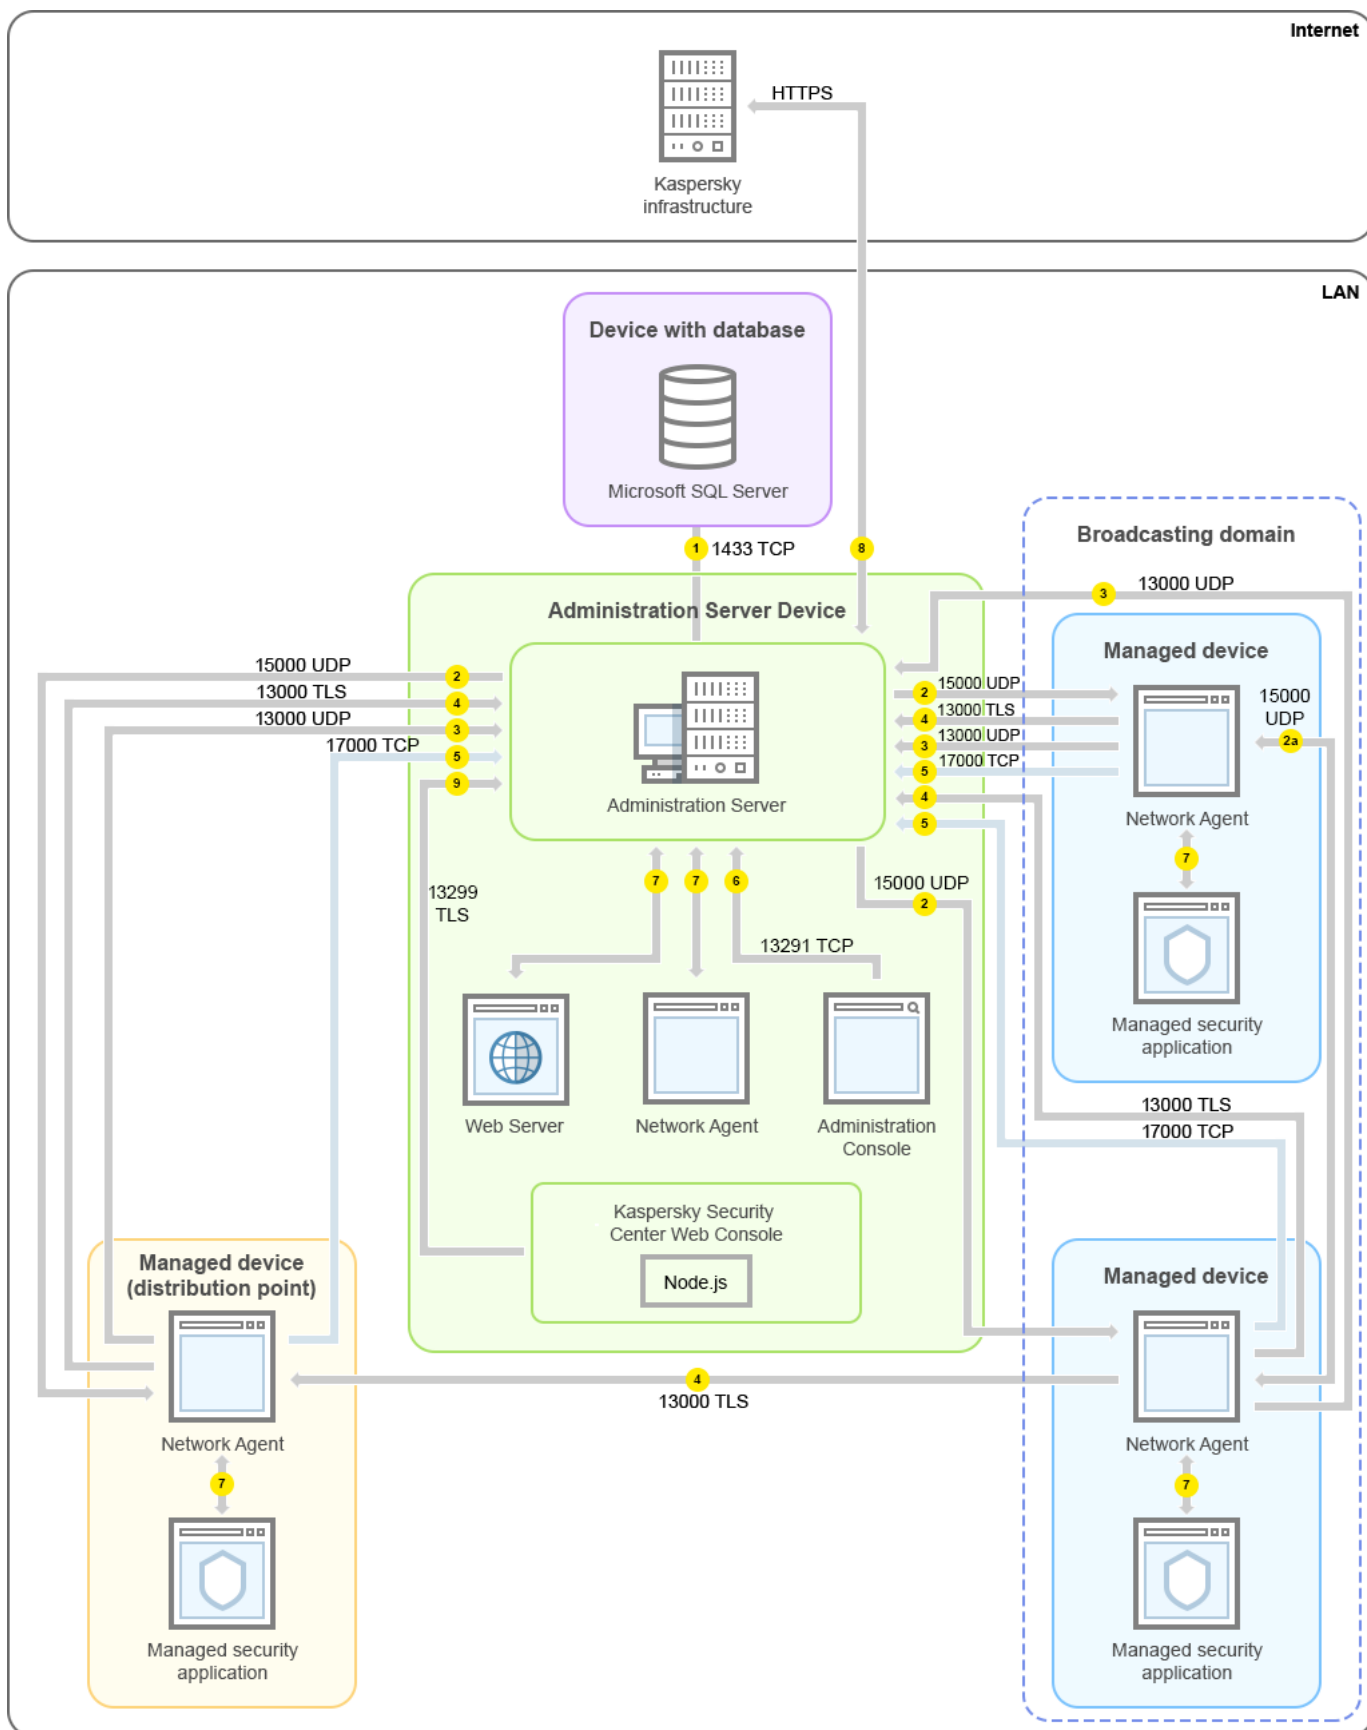 Internet
HTTPS
Kaspersky
infrastructure
LAN
Device with database
Microsoft SQL Server
1 1433 TCP
8
Broadcasting domain
13000 UDP
3
Administration Server Device
Managed device
15000 UDP
2
13000 TLS
4
13000 UDP
3
17000 TCP
5
9
Administration Server
15000 UDP
2
13000 TLS
4
13000 UDP
3
17000 TCP
5
4
5
15000
UDP
2a
Network Agent
7
Managed security
application
13299
TLS
7
7
6
15000 UDP
2
13291 TCP
Web Server
Network Agent
Administration
Console
13000 TLS
17000 TCP
Kaspersky Security
Center Web Console
Node.js
Managed device
(distribution point)
Network Agent
7
Managed security
application
4
13000 TLS
Managed device
Network Agent
7
Managed security
application